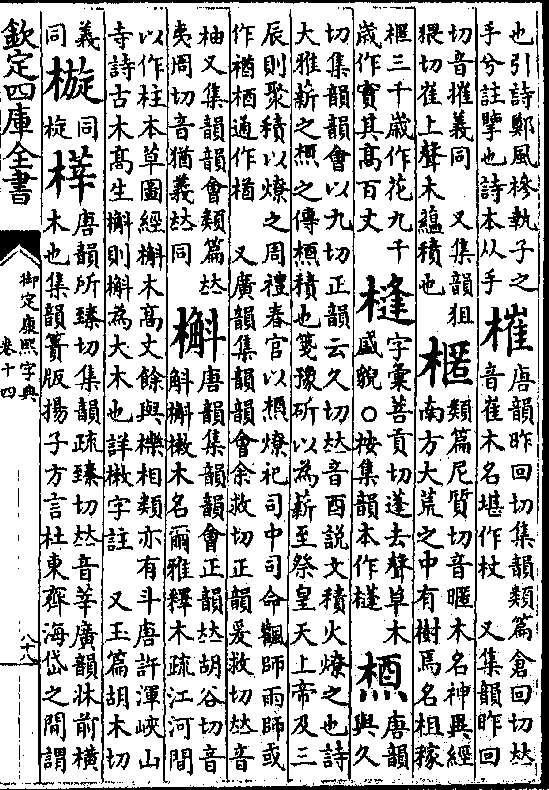 也引詩鄭風摻執子之
手兮註擥也詩本从手
槯
唐韻昨回切集韻類篇倉回切𠀤
音崔木名堪作杖 又集韻昨回
切音摧義同 又集韻徂
猥切崔上聲木蘊積也
㮏
類篇尼質切音暱木名神異經
南方大荒之中有樹焉名柤稼
櫃三千歲作花九千
歲作實其高百丈
槰
字彙菩貢切蓬去聲草木
盛貌○按集韻本作
槱
唐韻
與久
切集韻韻會以九切正韻云久切𠀤音酉說文積火燎之也詩
大雅薪之槱之傳槱積也箋豫斫以為薪至祭皇天上帝及三
辰則聚積以燎之周禮春官以槱燎祀司中司命飌師雨師或
作禉梄通作楢 又廣韻集韻韻會余救切正韻爰救切𠀤音
柚又集韻韻會類篇𠀤
夷周切音猶義𠀤同
槲
唐韻集韻韻會正韻𠀤胡谷切音
斛槲樕木名爾雅釋木疏江河間
以作柱本草圖經槲木高丈餘與櫟相類亦有斗唐許渾峽山
寺詩古木高生槲則槲為大木也詳樕字註 又玉篇胡木切
義
同
同
唐韻所臻切集韻疏臻切𠀤音莘廣韻牀前橫
木也集韻簀版揚子方言杜東齊海岱之間謂
欽定四庫全書
御定康熙字典
卷十四
八十八